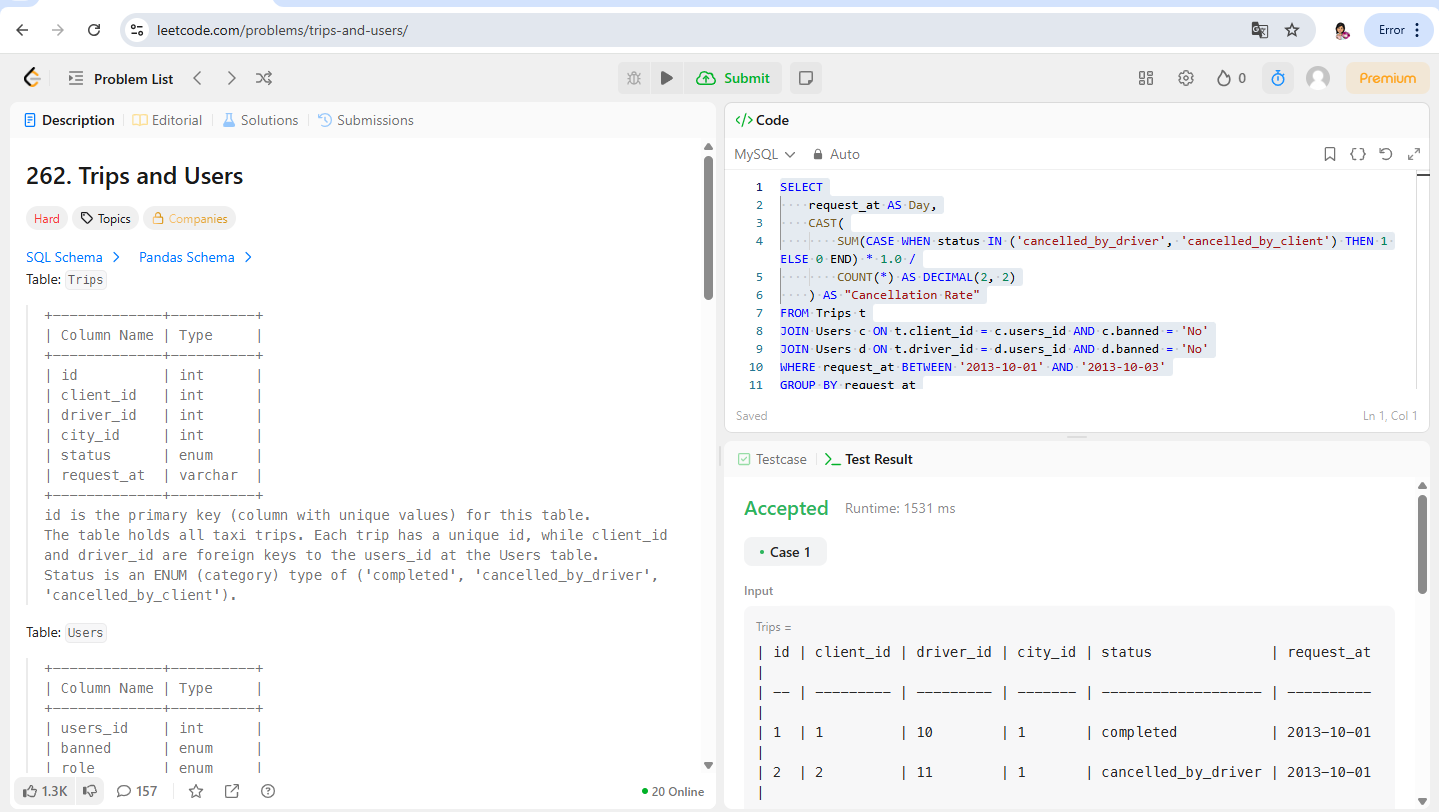 leetcode.com/problems/trips-and-users/
Error
Problem List
Submit
0
Premium
Description
Editorial
Solutions
Submissions
262. Trips and Users
Hard
Topics
Companies
SQL Schema
Pandas Schema
Table: Trips
+-------------+----------+
| Column Name | Type     |
+-------------+----------+
| id          | int      |
| client_id   | int      |
| driver_id   | int      |
| city_id     | int      |
| status      | enum     |
| request_at  | varchar  |
+-------------+----------+
id is the primary key (column with unique values) for this table.
The table holds all taxi trips. Each trip has a unique id, while client_id
and driver_id are foreign keys to the users_id at the Users table.
Status is an ENUM (category) type of ('completed', 'cancelled_by_driver',
'cancelled_by_client').
Table: Users
+-------------+----------+
| Column Name | Type     |
+-------------+----------+
| users_id    | int      |
| banned      | enum     |
| role        | enum     |
1.3K
157
20 Online
</> Code
MySQL
Auto
1 SELECT
2     request_at AS Day,
3     CAST(
4         SUM(CASE WHEN status IN ('cancelled_by_driver', 'cancelled_by_client') THEN 1
ELSE 0 END) * 1.0 /
5         COUNT(*) AS DECIMAL(2, 2)
6     ) AS "Cancellation Rate"
7 FROM Trips t
8 JOIN Users c ON t.client_id = c.users_id AND c.banned = 'No'
9 JOIN Users d ON t.driver_id = d.users_id AND d.banned = 'No'
10 WHERE request_at BETWEEN '2013-10-01' AND '2013-10-03'
11 GROUP BY request_at
Saved
Ln 1, Col 1
Testcase
Test Result
Accepted
Runtime: 1531 ms
Case 1
Input
Trips =
| id | client_id | driver_id | city_id | status              | request_at
|
| -- | --------- | --------- | ------- | ------------------- | ----------
|
| 1  | 1         | 10        | 1       | completed           | 2013-10-01
|
| 2  | 2         | 11        | 1       | cancelled_by_driver | 2013-10-01
|